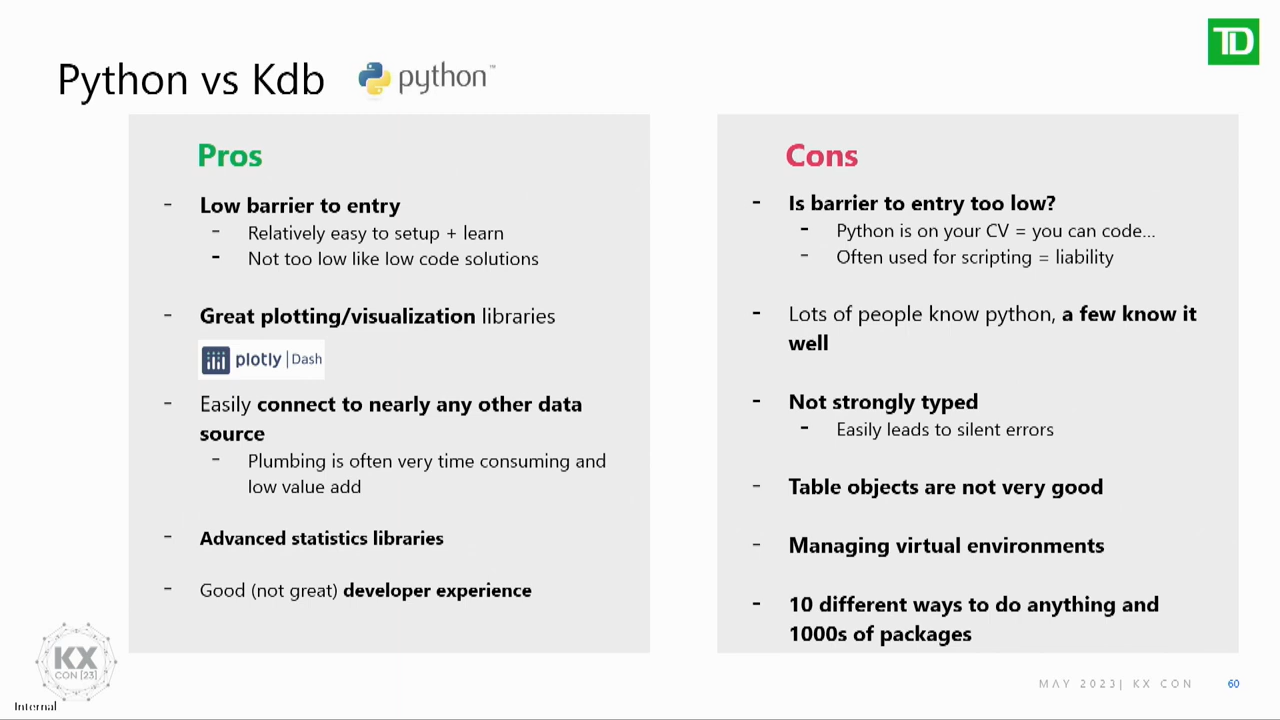 TD
Python vs Kdb
python™
Pros
- Low barrier to entry
- Relatively easy to setup + learn
- Not too low like low code solutions
- Great plotting/visualization libraries
plotly | Dash
- Easily connect to nearly any other data
source
- Plumbing is often very time consuming and
low value add
- Advanced statistics libraries
- Good (not great) developer experience
Cons
- Is barrier to entry too low?
- Python is on your CV = you can code...
- Often used for scripting = liability
- Lots of people know python, a few know it
well
- Not strongly typed
- Easily leads to silent errors
- Table objects are not very good
- Managing virtual environments
- 10 different ways to do anything and
1000s of packages
KX
CON [23]
MAY 2023| KX CON
60
Internal